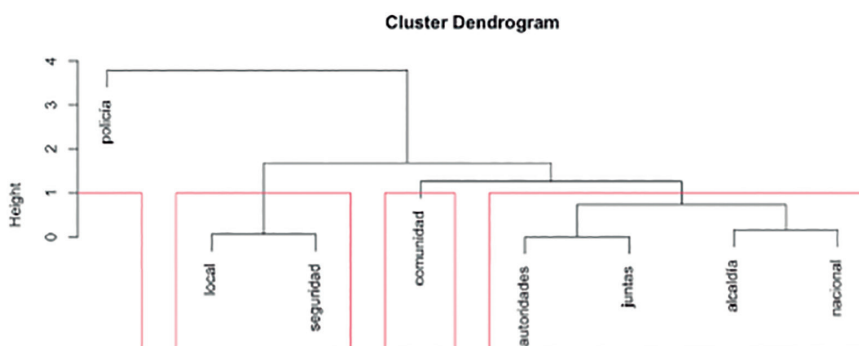 Cluster Dendrogram
Height
4
3
2
1
0
policía
local
seguridad
comunidad
autoridades
juntas
alcaldía
nacional